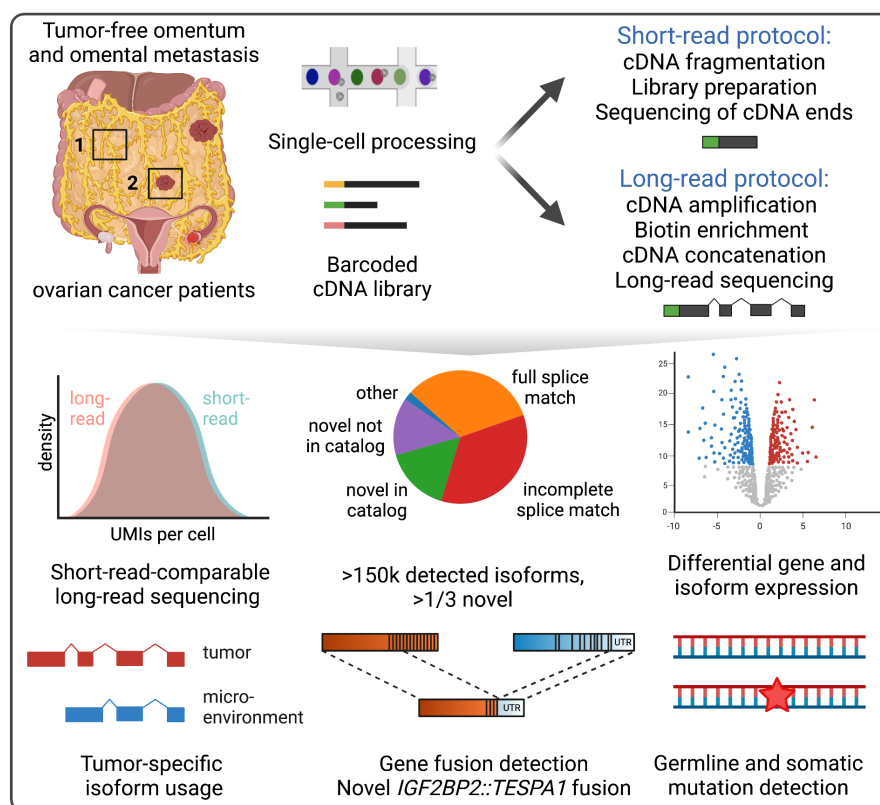 Tumor-free omentum
and omental metastasis
1
2
ovarian cancer patients
Single-cell processing
Barcoded
cDNA library
Short-read protocol:
cDNA fragmentation
Library preparation
Sequencing of cDNA ends
Long-read protocol:
cDNA amplification
Biotin enrichment
cDNA concatenation
Long-read sequencing
long-
read
short-
read
density
UMIs per cell
Short-read-comparable
long-read sequencing
other
full splice
match
novel not
in catalog
novel in
catalog
incomplete
splice match
>150k detected isoforms,
>1/3 novel
25
20
15
10
5
0
-10
-5
0
5
10
Differential gene and
isoform expression
tumor
micro-
environment
Tumor-specific
isoform usage
UTR
UTR
Gene fusion detection
Novel IGF2BP2::TESPA1 fusion
Germline and somatic
mutation detection